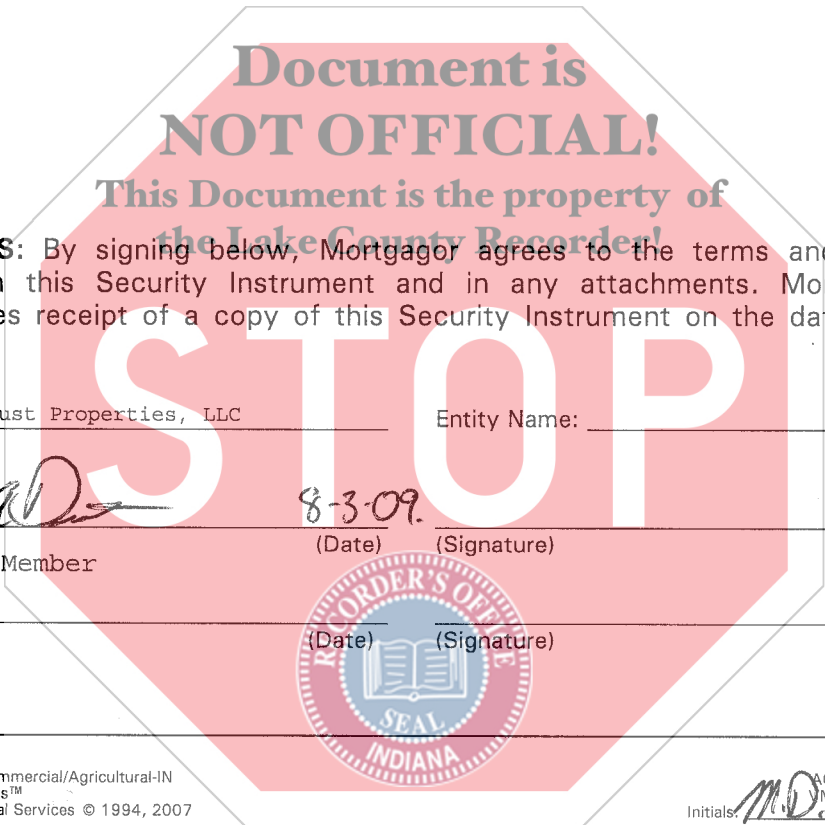 Document is
NOT OFFICIAL!
This Document is the property of
the Lake County Recorder!
S: By signing below, Mortgagor agrees to the terms and
this Security Instrument and in any attachments. Mo
es receipt of a copy of this Security Instrument on the dat
STOP
ust Properties, LLC Entity Name:
8-3-09.
(Date) (Signature)
Member
(Date) (Signature)
RECORDER'S OFFICE
SEAL
INDIANA
mmercial/Agricultural-IN
s™
al Services © 1994, 2007
Initials: M.D.